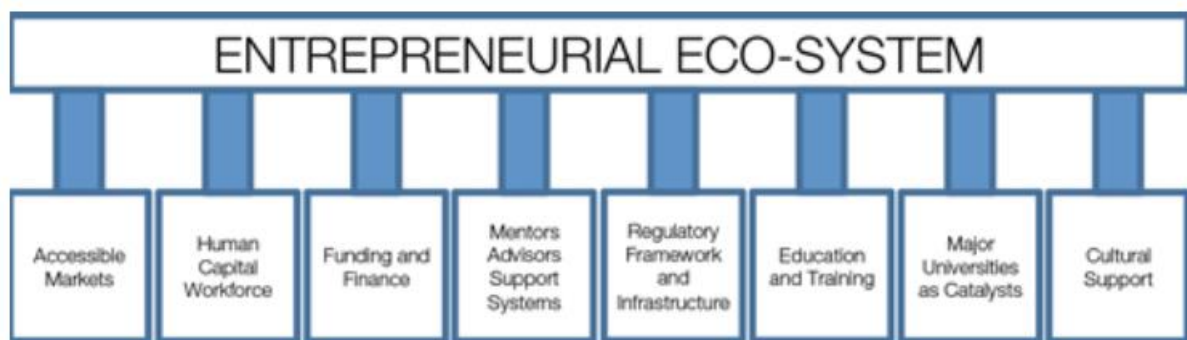 ENTREPRENEURIAL ECO-SYSTEM
Accessible
Markets
Human
Capital
Workforce
Funding and
Finance
Mentors
Advisors
Support
Systems
Regulatory
Framework
and
Infrastructure
Education
and Training
Major
Universities
as Catalysts
Cultural
Support